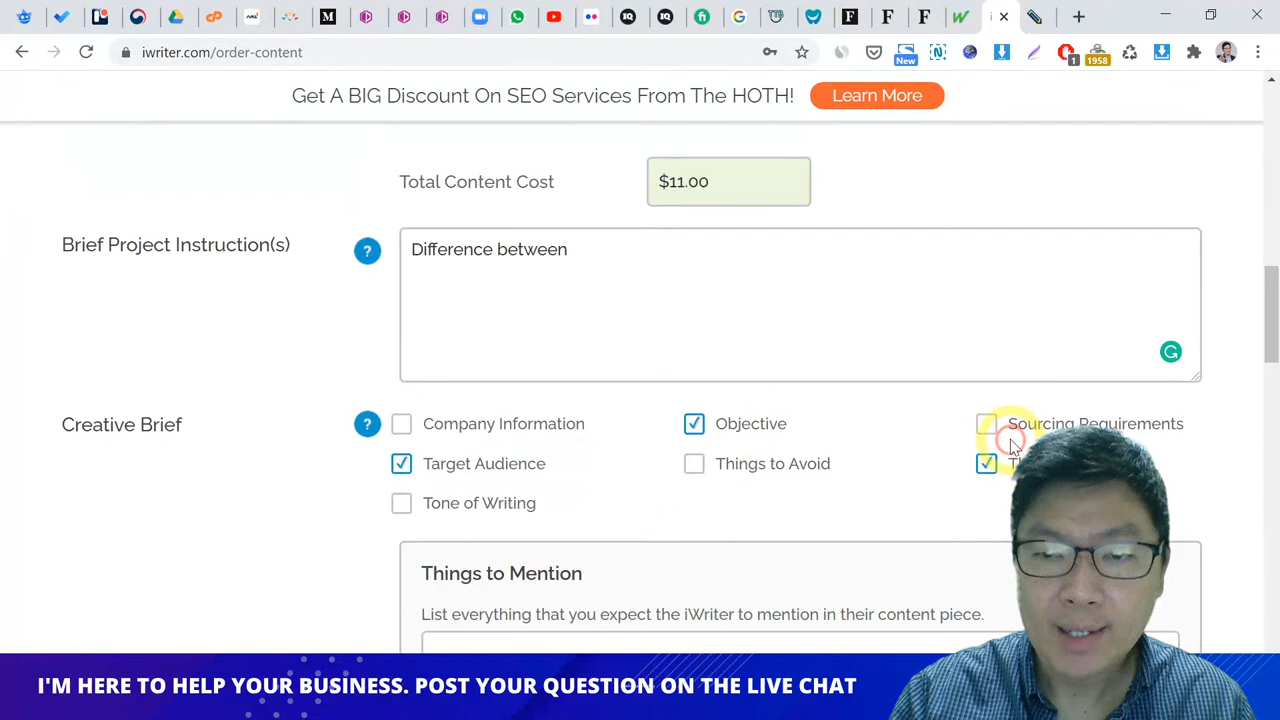 iwriter.com/order-content
New
1
1958
Get A BIG Discount On SEO Services From The HOTH!
Learn More
Total Content Cost
$11.00
Brief Project Instruction(s)
?
Difference between
Creative Brief
?
Company Information
Objective
Sourcing Requirements
Target Audience
Things to Avoid
Tone of Writing
Things to Mention
List everything that you expect the iWriter to mention in their content piece.
I'M HERE TO HELP YOUR BUSINESS. POST YOUR QUESTION ON THE LIVE CHAT